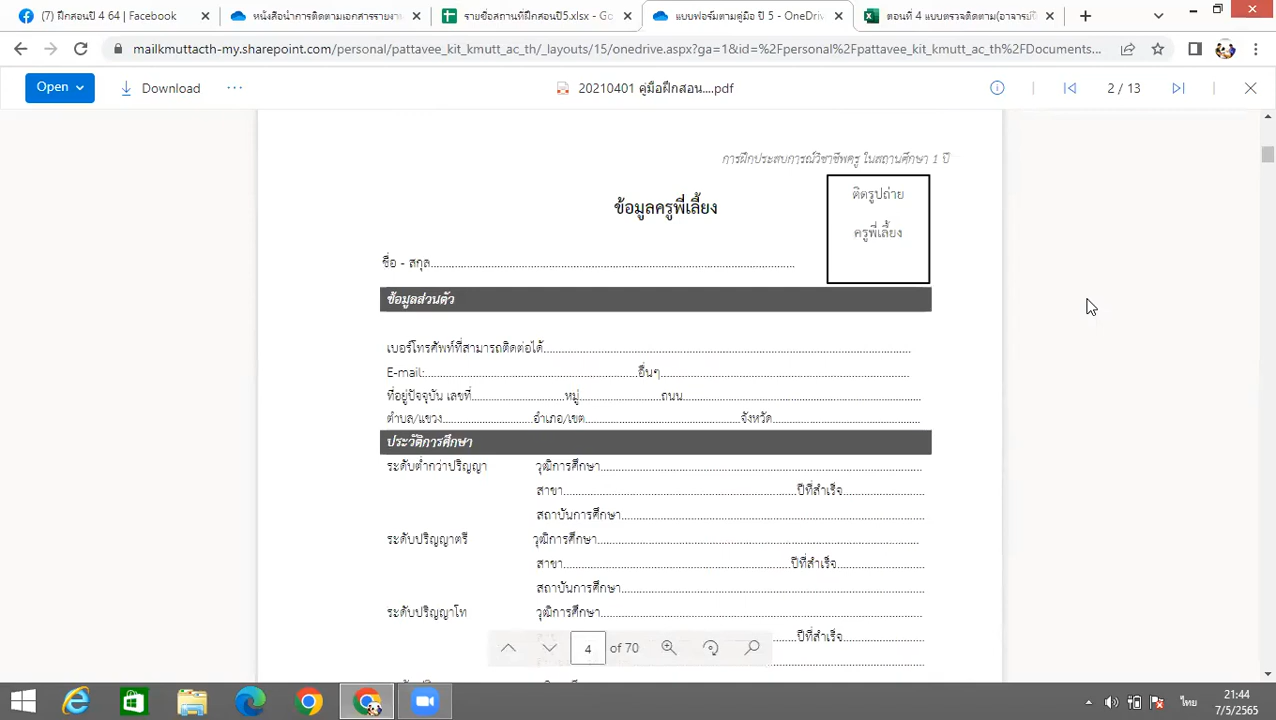 (7) ฝึกสอนปี 4 64 | Facebook
หนังสือนำการติดตามเอกสารรายงาน
รายชื่อสถานที่ฝึกสอนปี5.xlsx - Go
แบบฟอร์มตามคู่มือ ปี 5 - OneDriv
ตอนที่ 4 แบบตรวจติดตาม(อาจารย์ป
mailkmuttacth-my.sharepoint.com/personal/pattavee_kit_kmutt_ac_th/_layouts/15/onedrive.aspx?ga=1&id=%2Fpersonal%2Fpattavee_kit_kmutt_ac_th%2FDocuments...
Open
Download
20210401 คู่มือฝึกสอน....pdf
2 / 13
การฝึกประสบการณ์วิชาชีพครู ในสถานศึกษา 1 ปี
ติดรูปถ่าย
ข้อมูลครูพี่เลี้ยง
ครูพี่เลี้ยง
ชื่อ - สกุล
ข้อมูลส่วนตัว
เบอร์โทรศัพท์ที่สามารถติดต่อได้
E-mail: อื่นๆ
ที่อยู่ปัจจุบัน เลขที่ หมู่ ถนน
ตำบล/แขวง อำเภอ/เขต จังหวัด
ประวัติการศึกษา
ระดับต่ำกว่าปริญญา วุฒิการศึกษา
สาขา ปีที่สำเร็จ
สถาบันการศึกษา
ระดับปริญญาตรี วุฒิการศึกษา
สาขา ปีที่สำเร็จ
สถาบันการศึกษา
ระดับปริญญาโท วุฒิการศึกษา
ปีที่สำเร็จ
4 of 70
ไทย
21:44
7/5/2565